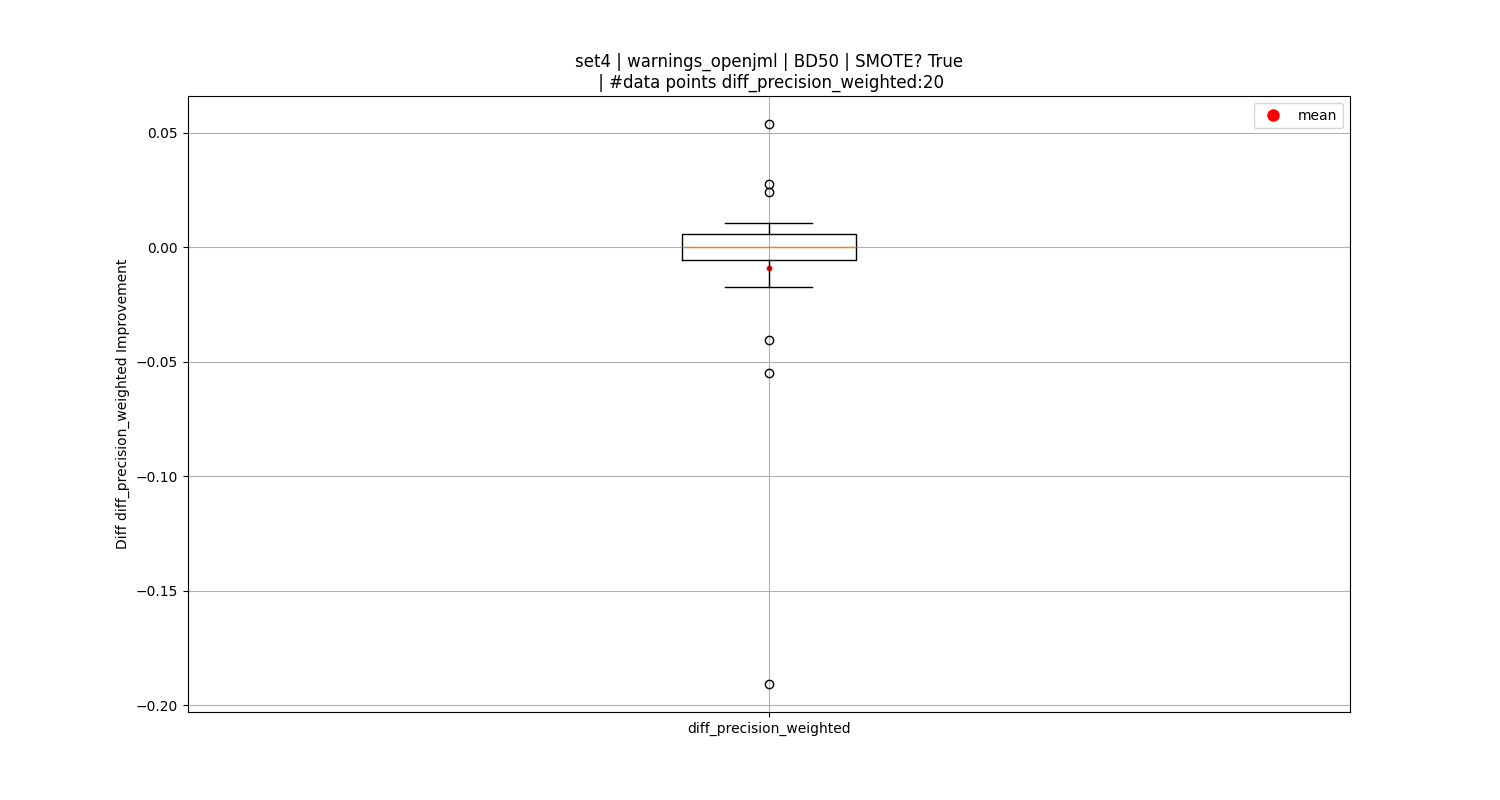 set4 | warnings_openjml | BD50 | SMOTE? True
| #data points diff_precision_weighted:20
mean
Diff diff_precision_weighted Improvement
0.05
0.00
−0.05
−0.10
−0.15
−0.20
diff_precision_weighted